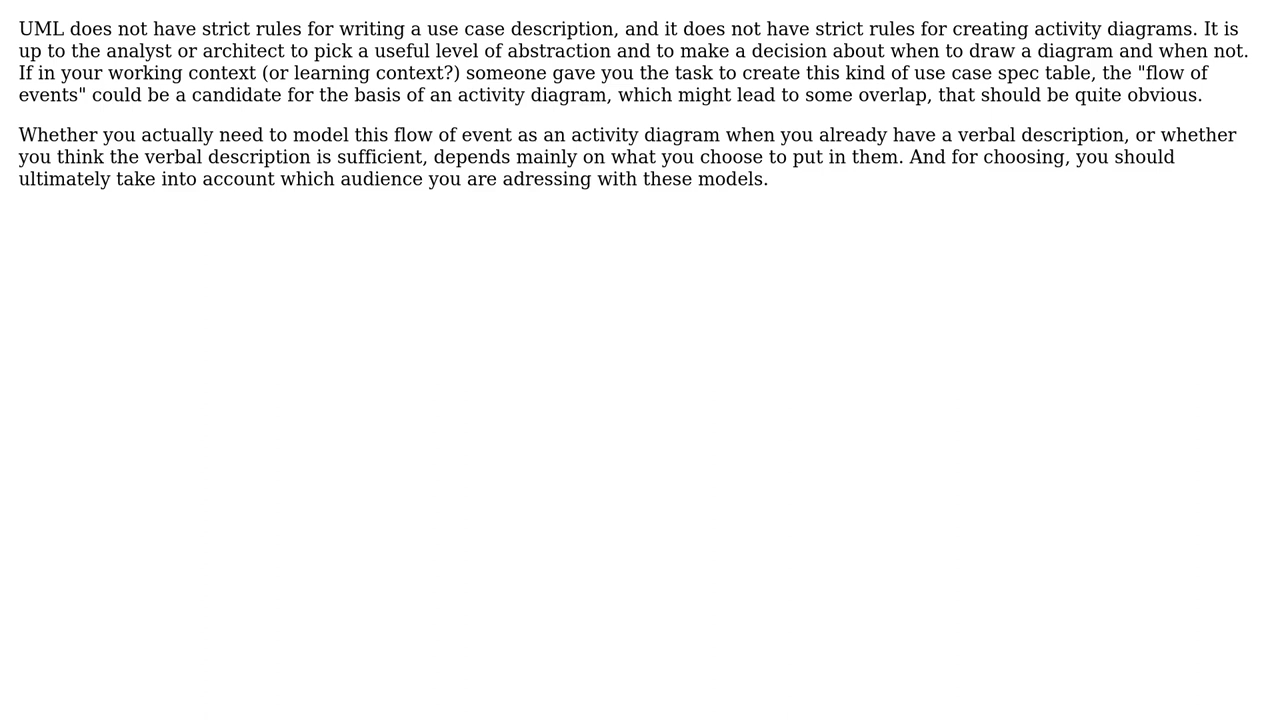 UML does not have strict rules for writing a use case description, and it does not have strict rules for creating activity diagrams. It is
up to the analyst or architect to pick a useful level of abstraction and to make a decision about when to draw a diagram and when not.
If in your working context (or learning context?) someone gave you the task to create this kind of use case spec table, the "flow of
events" could be a candidate for the basis of an activity diagram, which might lead to some overlap, that should be quite obvious.
Whether you actually need to model this flow of event as an activity diagram when you already have a verbal description, or whether
you think the verbal description is sufficient, depends mainly on what you choose to put in them. And for choosing, you should
ultimately take into account which audience you are adressing with these models.